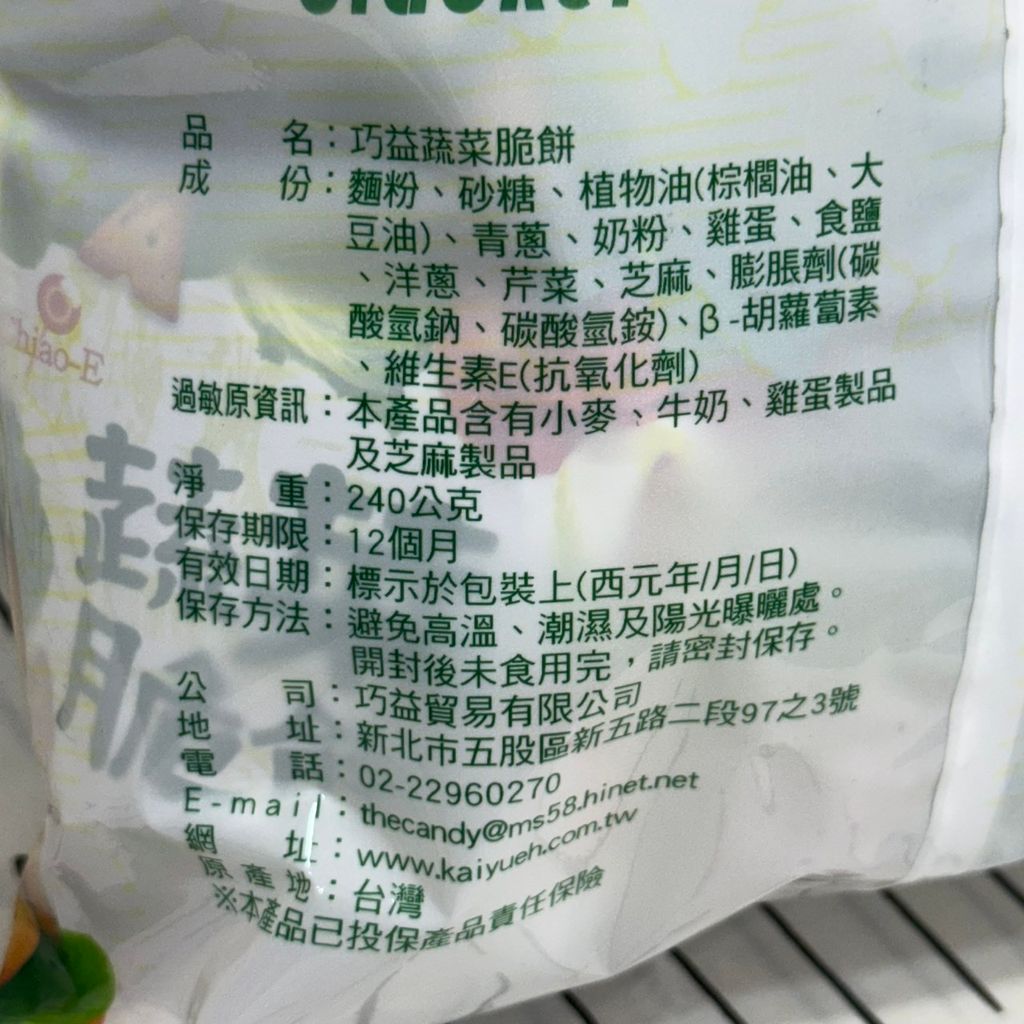 品名：巧益蔬菜脆餅
成份：麵粉、砂糖、植物油(棕櫚油、大
豆油)、青蔥、奶粉、雞蛋、食鹽
、洋蔥、芹菜、芝麻、膨脹劑(碳
酸氫鈉、碳酸氫銨)、β-胡蘿蔔素
、維生素E(抗氧化劑)
過敏原資訊：本產品含有小麥、牛奶、雞蛋製品
及芝麻製品
淨重：240公克
保存期限：12個月
有效日期：標示於包裝上(西元年/月/日)
保存方法：避免高溫、潮濕及陽光曝曬處。
開封後未食用完，請密封保存。
公司：巧益貿易有限公司
地址：新北市五股區新五路二段97之3號
電話：02-22960270
E-mail：thecandy@ms58.hinet.net
網址：www.kaiyueh.com.tw
原產地：台灣
※本產品已投保產品責任保險